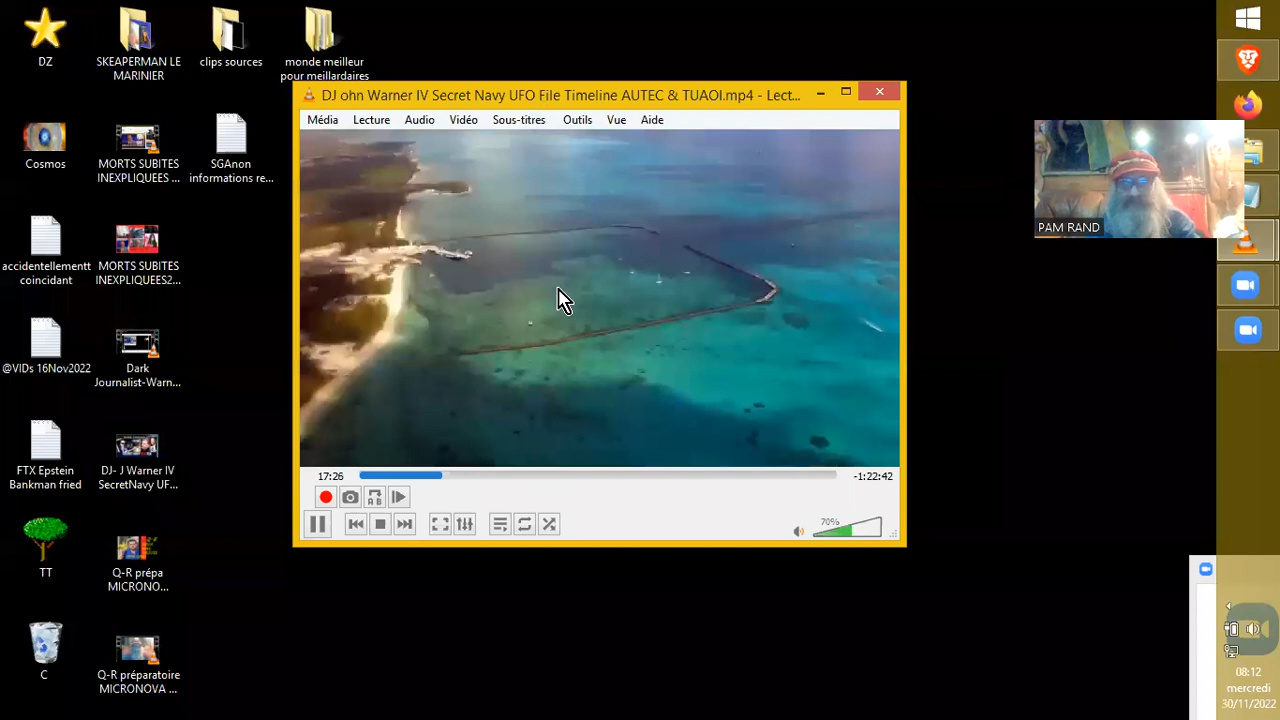 DZ
SKEAPERMAN LE
MARINIER
clips sources
monde meilleur
pour meillardaires
Cosmos
MORTS SUBITES
INEXPLIQUEES ...
SGAnon
informations re...
accidentellementt
coincidant
MORTS SUBITES
INEXPLIQUEES2...
@VIDs 16Nov2022
Dark
Journalist-Warn...
FTX Epstein
Bankman fried
DJ- J Warner IV
SecretNavy UF...
TT
Q-R prépa
MICRONO...
C
Q-R préparatoire
MICRONOVA ...
DJ ohn Warner IV Secret Navy UFO File Timeline AUTEC & TUAOI.mp4 - Lect...
Média Lecture Audio Vidéo Sous-titres Outils Vue Aide
17:26
-1:22:42
A B
70%
PAM RAND
08:12
mercredi
30/11/2022